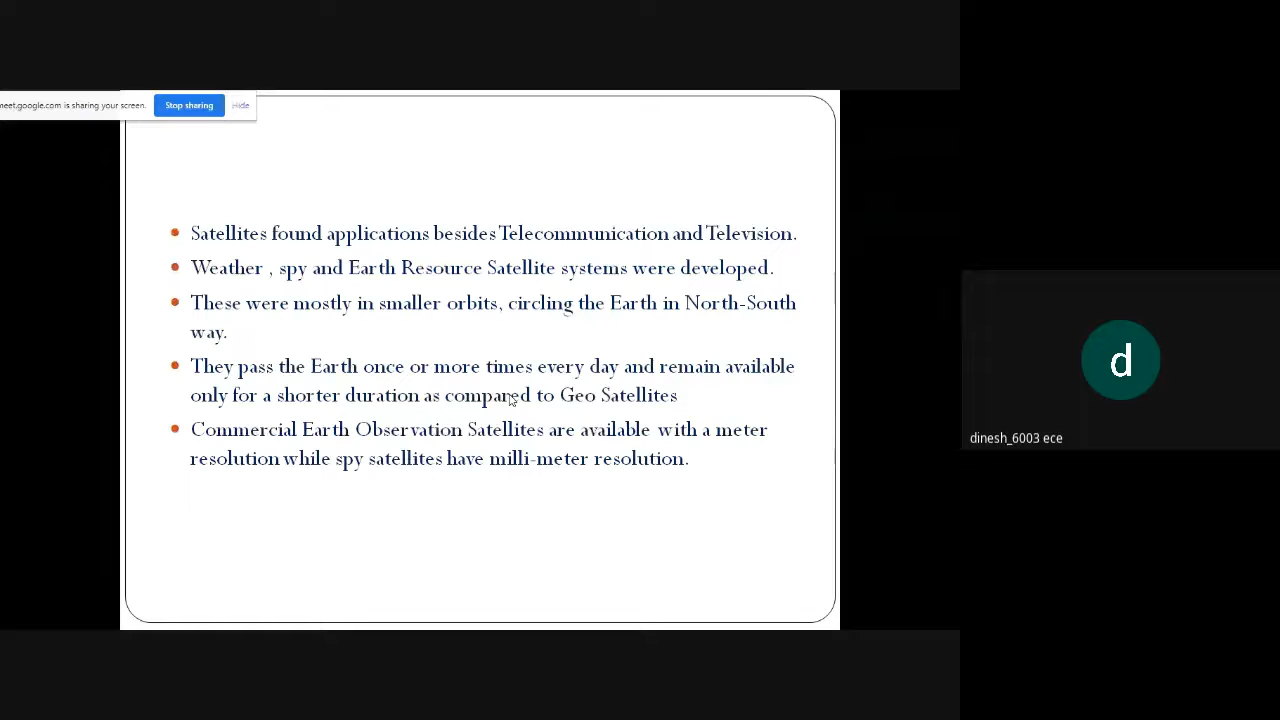 meet.google.com is sharing your screen. Stop sharing Hide
Satellites found applications besides Telecommunication and Television.
Weather , spy and Earth Resource Satellite systems were developed.
These were mostly in smaller orbits, circling the Earth in North-South
way.
They pass the Earth once or more times every day and remain available
only for a shorter duration as compared to Geo Satellites
Commercial Earth Observation Satellites are available with a meter
resolution while spy satellites have milli-meter resolution.
d
dinesh_6003 ece